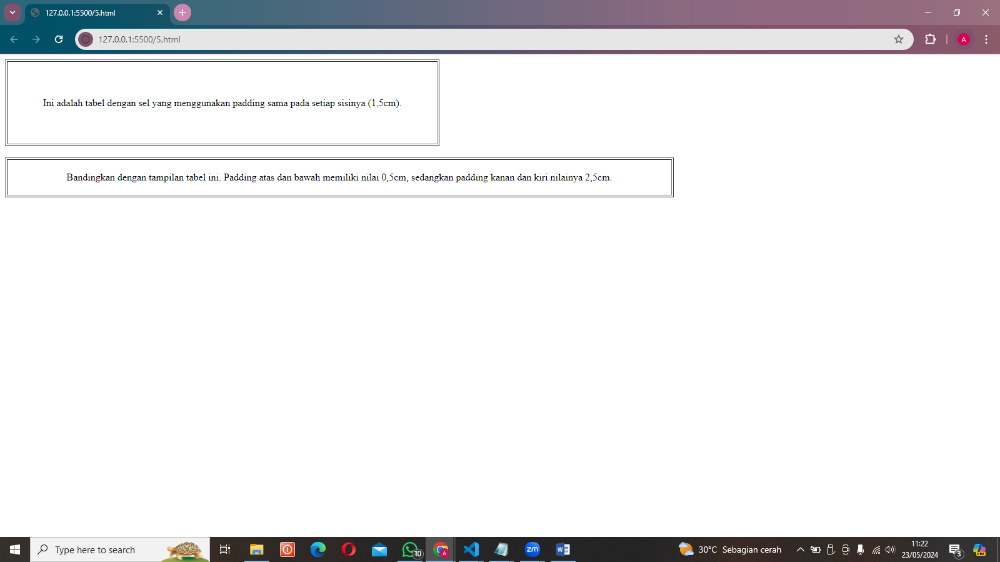 127.0.0.1:5500/5.html
127.0.0.1:5500/5.html
A
Ini adalah tabel dengan sel yang menggunakan padding sama pada setiap sisinya (1,5cm).
Bandingkan dengan tampilan tabel ini. Padding atas dan bawah memiliki nilai 0,5cm, sedangkan padding kanan dan kiri nilainya 2,5cm.
Type here to search
10
A
zm
W
30°C Sebagian cerah
11:22
23/05/2024
3
PRE